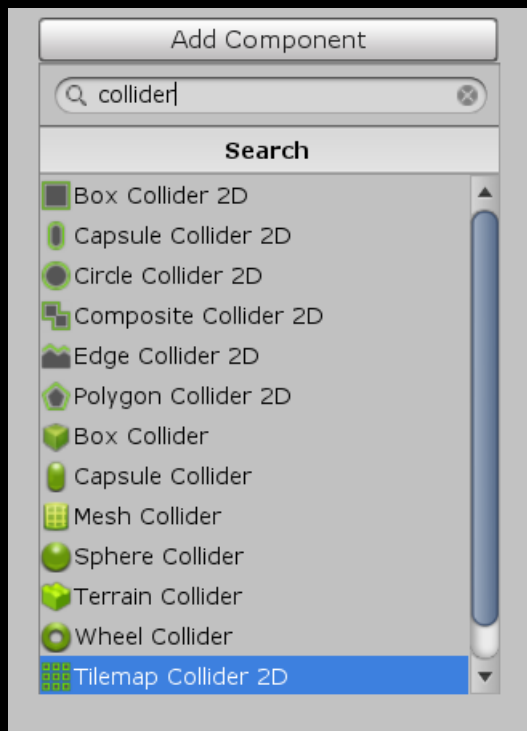 Add Component
collider
Search
Box Collider 2D
Capsule Collider 2D
Circle Collider 2D
Composite Collider 2D
Edge Collider 2D
Polygon Collider 2D
Box Collider
Capsule Collider
Mesh Collider
Sphere Collider
Terrain Collider
Wheel Collider
Tilemap Collider 2D